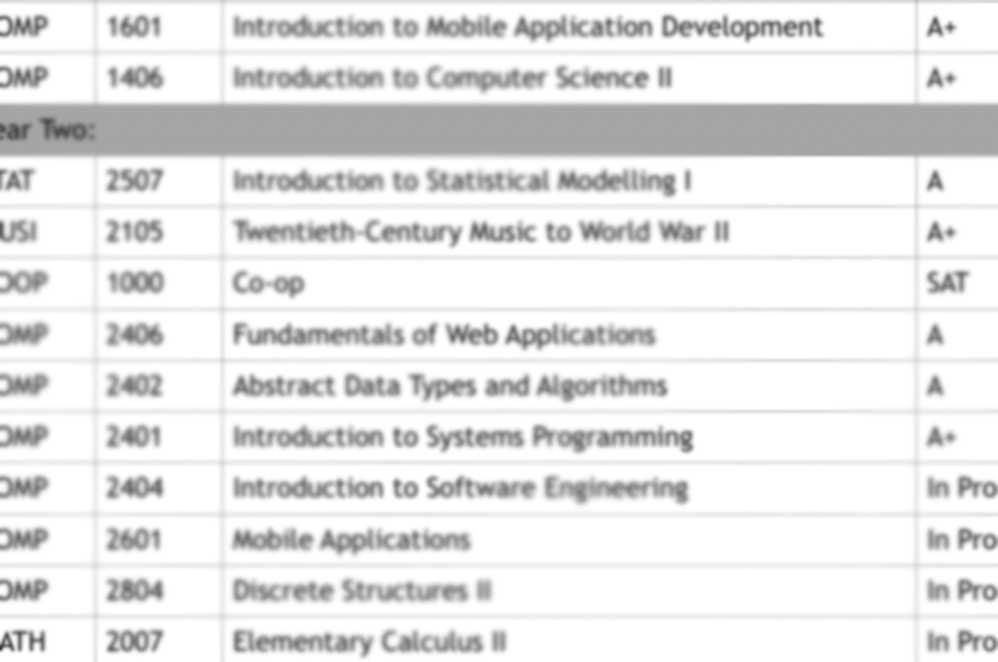 OMP 1601 Introduction to Mobile Application Development A+
OMP 1406 Introduction to Computer Science II A+
ear Two:
TAT 2507 Introduction to Statistical Modelling I A
USI 2105 Twentieth-Century Music to World War II A+
OOP 1000 Co-op SAT
OMP 2406 Fundamentals of Web Applications A
OMP 2402 Abstract Data Types and Algorithms A
OMP 2401 Introduction to Systems Programming A+
OMP 2404 Introduction to Software Engineering In Pro
OMP 2601 Mobile Applications In Pro
OMP 2804 Discrete Structures II In Pro
ATH 2007 Elementary Calculus II In Pro